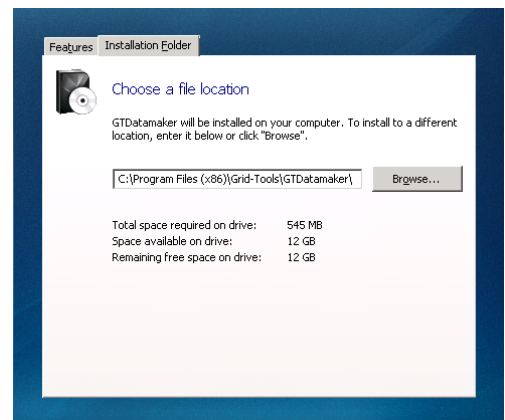 Features Installation Folder
Choose a file location
GTDatamaker will be installed on your computer. To install to a different
location, enter it below or click "Browse".
C:\Program Files (x86)\Grid-Tools\GTDatamaker\ Browse...
Total space required on drive: 545 MB
Space available on drive: 12 GB
Remaining free space on drive: 12 GB